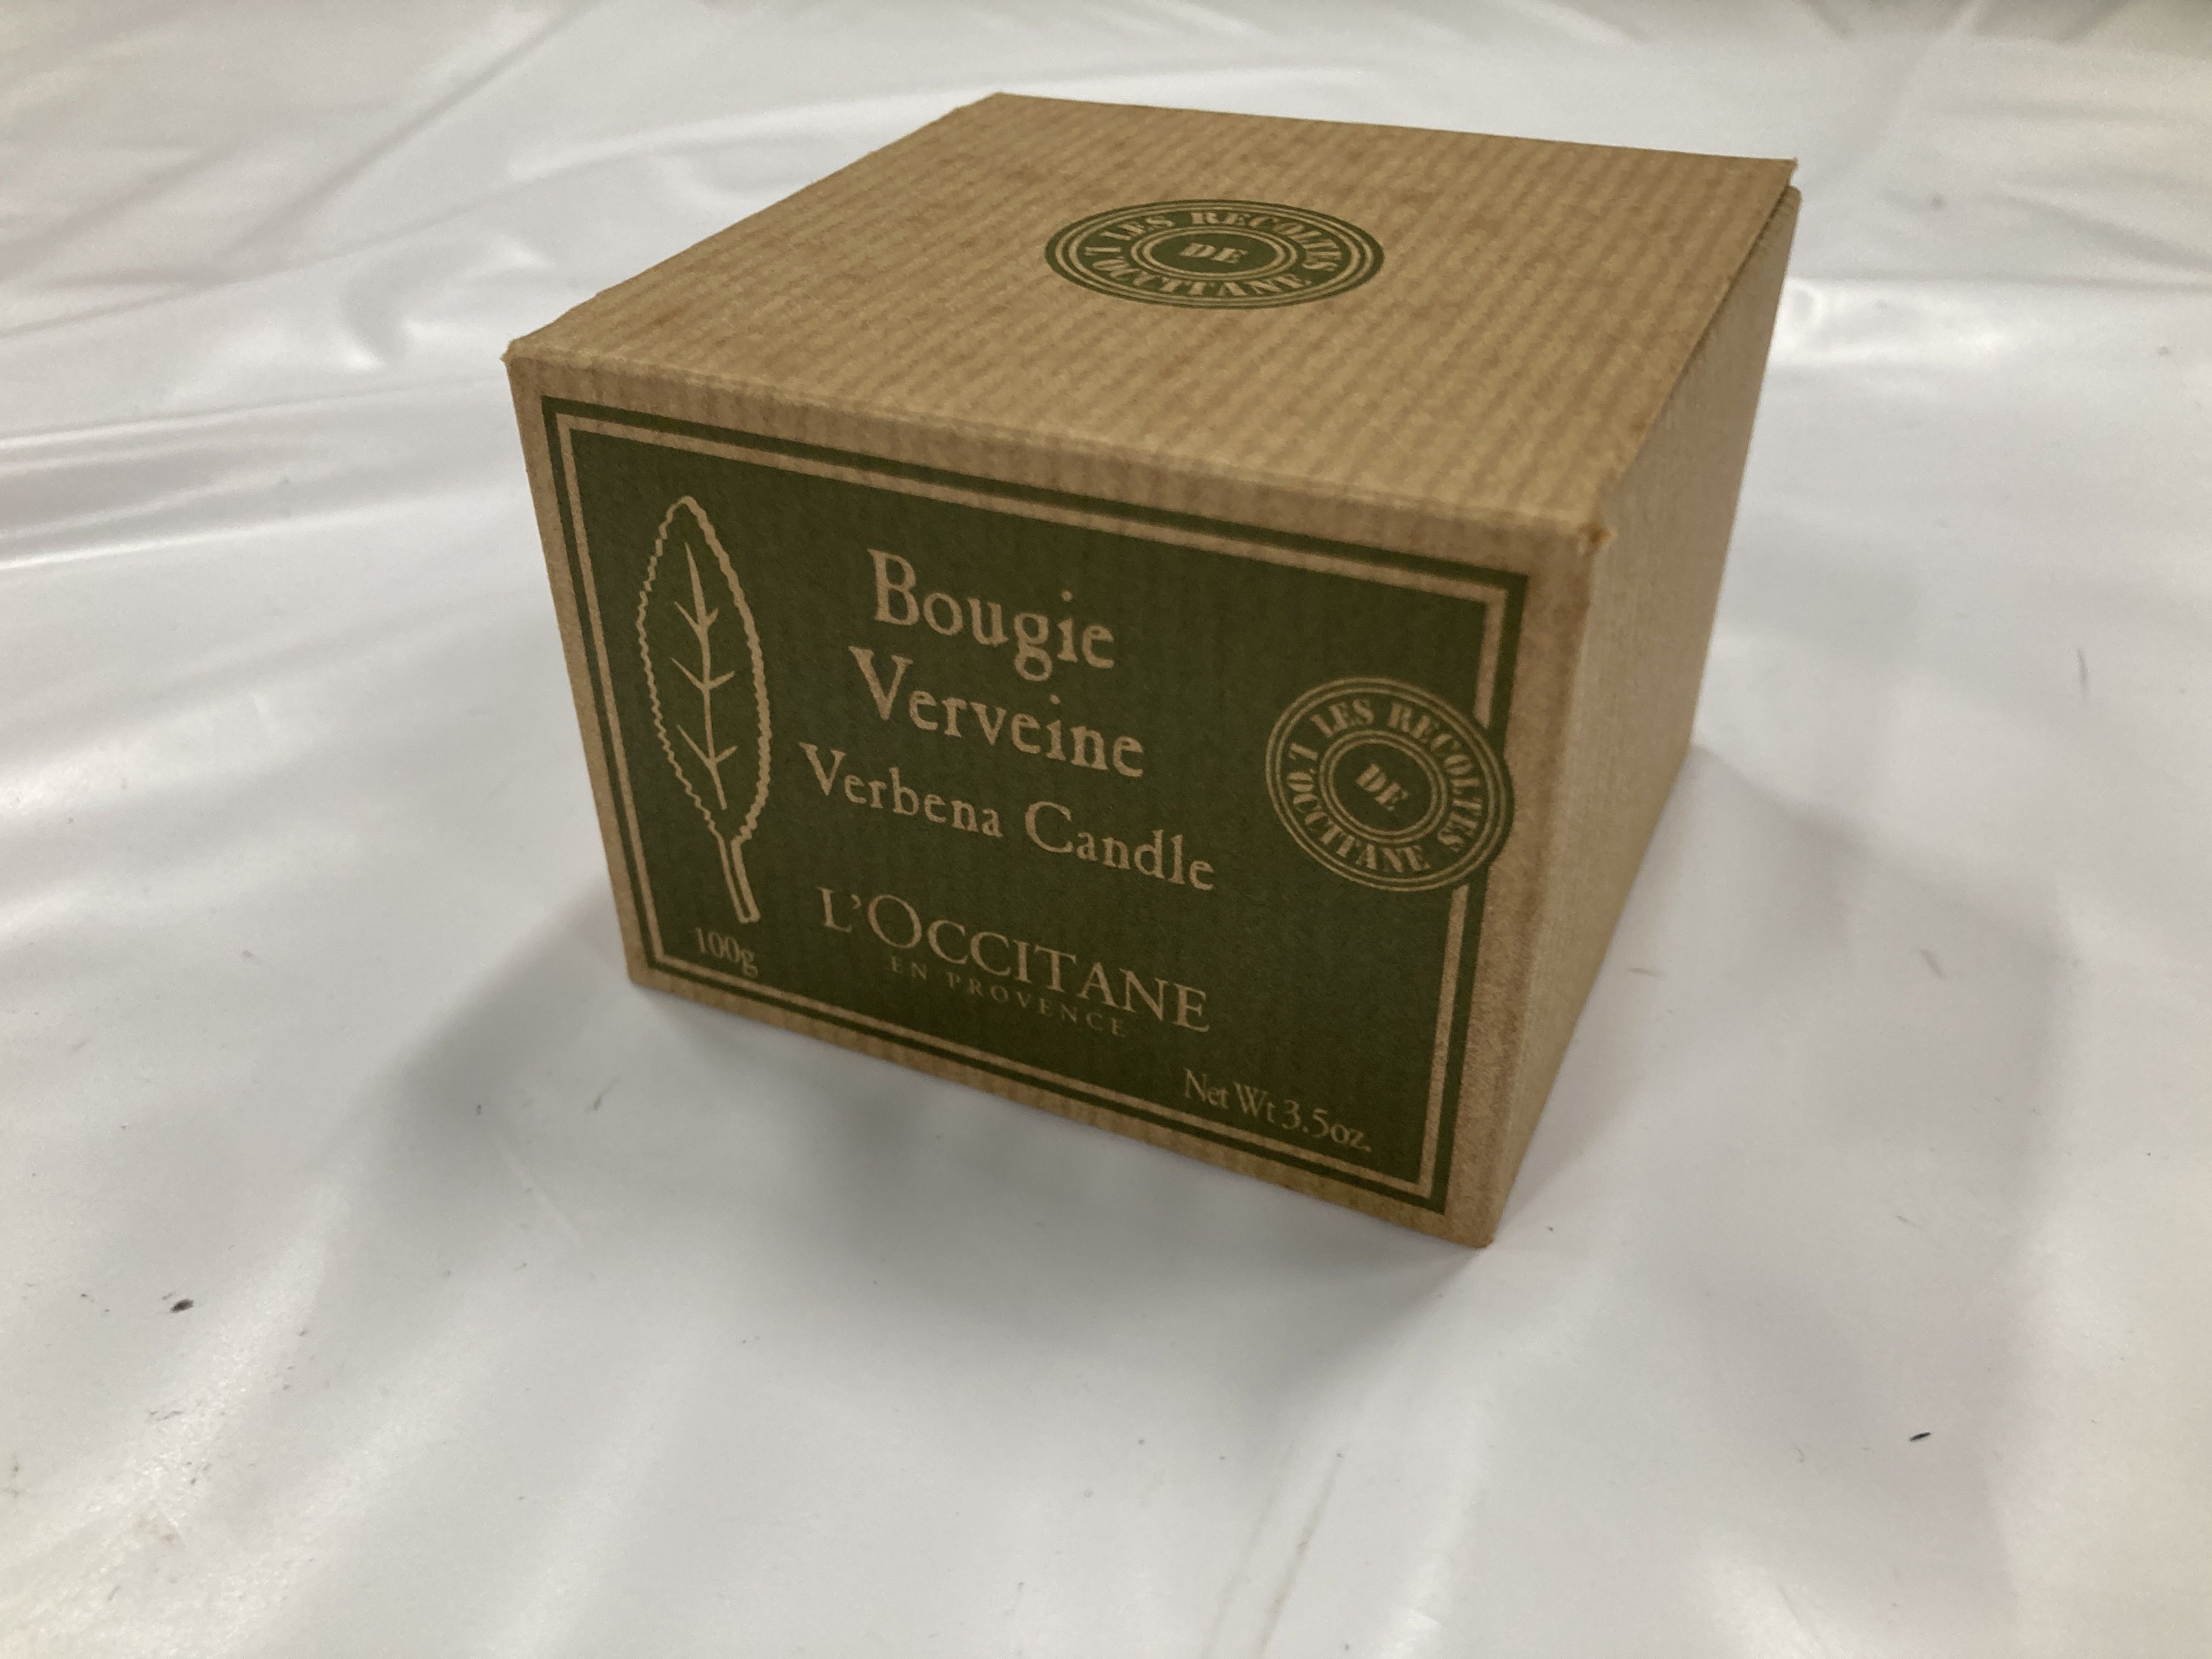 LES RECOLTES
DE
L'OCCITANE
Bougie
Verveine
Verbena Candle
LES RECOLTES
DE
L'OCCITANE
L'OCCITANE
EN PROVENCE
100g
Net Wt 3.5oz.